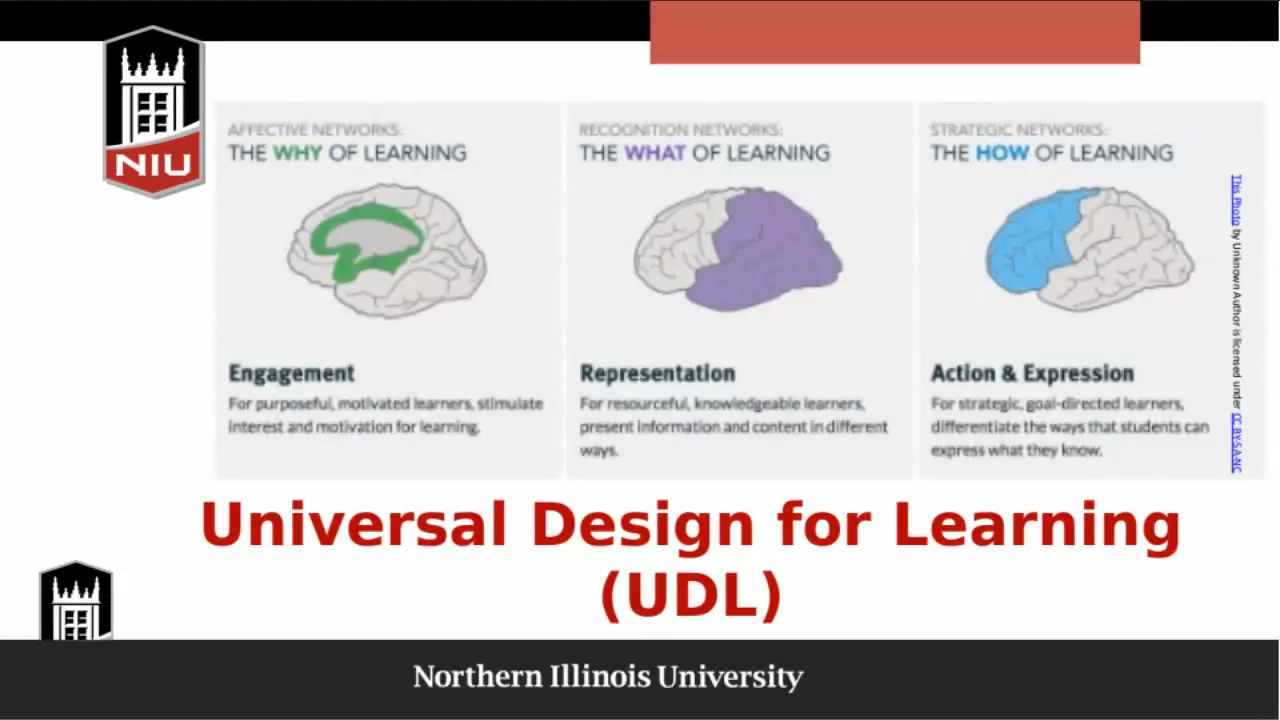 NIU
AFFECTIVE NETWORKS:
THE WHY OF LEARNING
Engagement
For purposeful, motivated learners, stimulate
interest and motivation for learning.
RECOGNITION NETWORKS:
THE WHAT OF LEARNING
Representation
For resourceful, knowledgeable learners,
present information and content in different
ways.
STRATEGIC NETWORKS:
THE HOW OF LEARNING
Action & Expression
For strategic, goal-directed learners,
differentiate the ways that students can
express what they know.
This Photo by Unknown Author is licensed under CC BY-SA-NC
Universal Design for Learning
(UDL)
Northern Illinois University